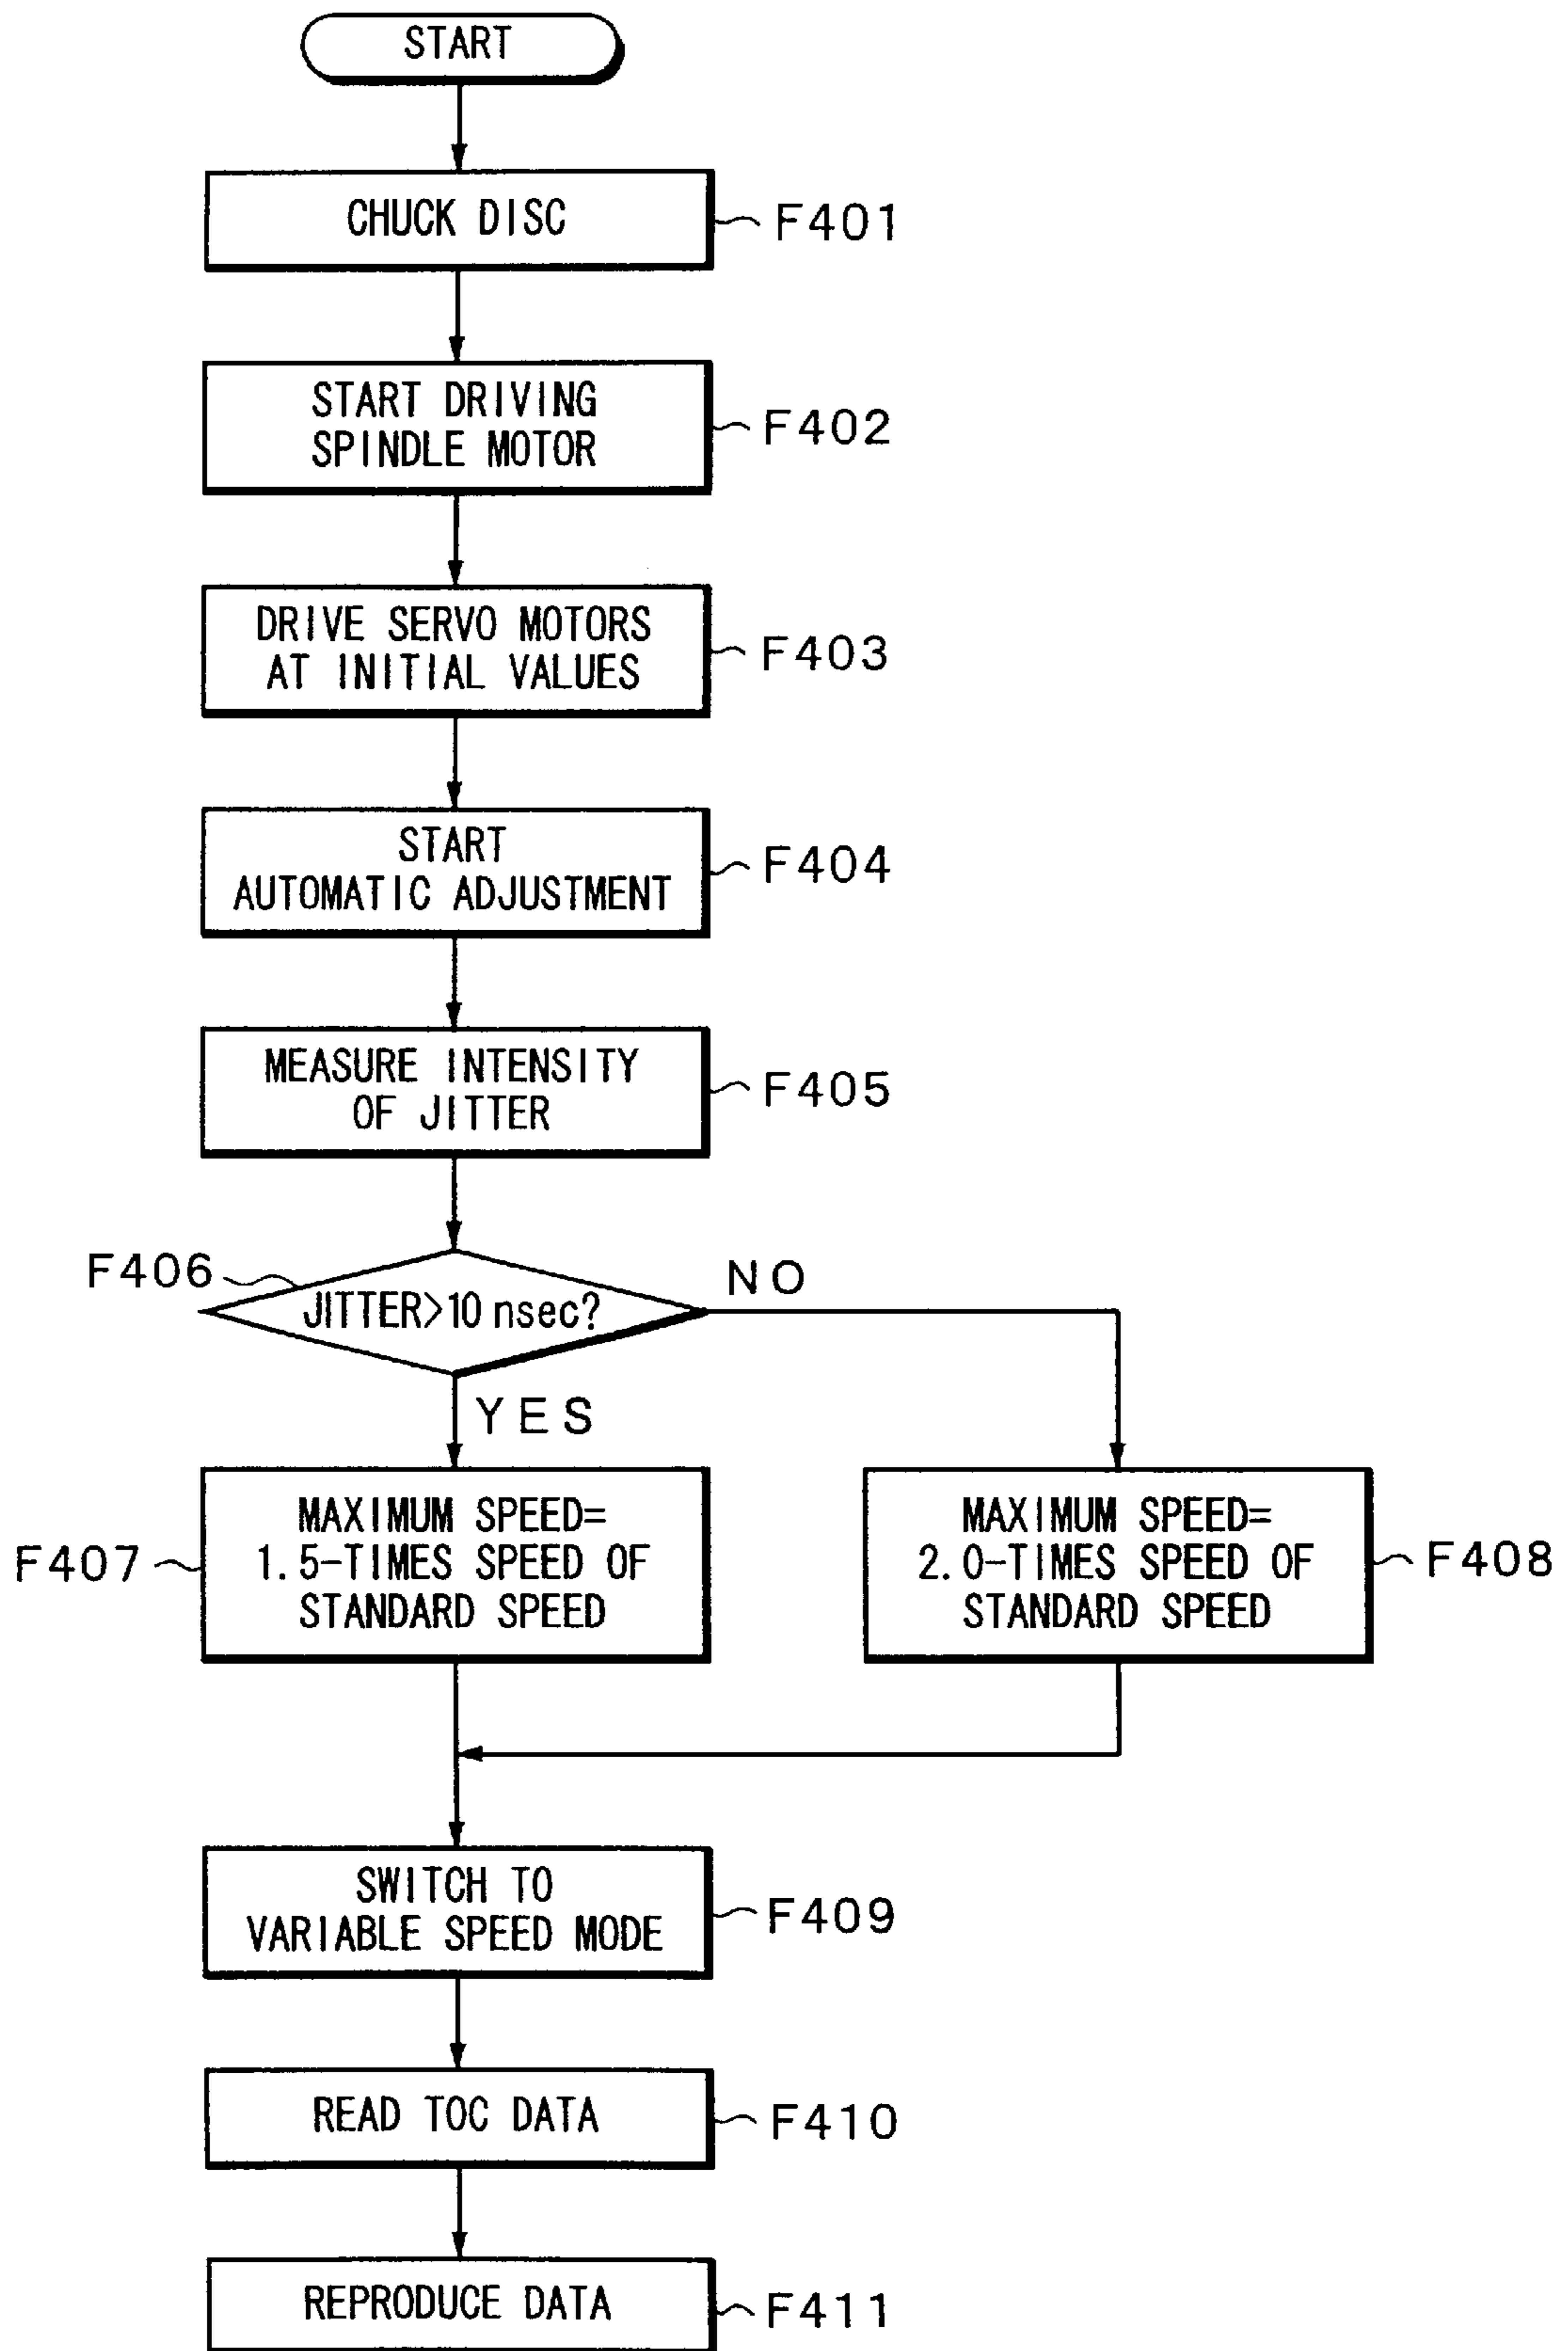 START
CHUCK DISC
F401
START DRIVING
SPINDLE MOTOR
F402
DRIVE SERVO MOTORS
AT INITIAL VALUES
F403
START
AUTOMATIC ADJUSTMENT
F404
MEASURE INTENSITY
OF JITTER
F405
F406
JITTER>10 nsec?
NO
YES
MAXIMUM SPEED=
1.5-TIMES SPEED OF
STANDARD SPEED
F407
MAXIMUM SPEED=
2.0-TIMES SPEED OF
STANDARD SPEED
F408
SWITCH TO
VARIABLE SPEED MODE
F409
READ TOC DATA
F410
REPRODUCE DATA
F411